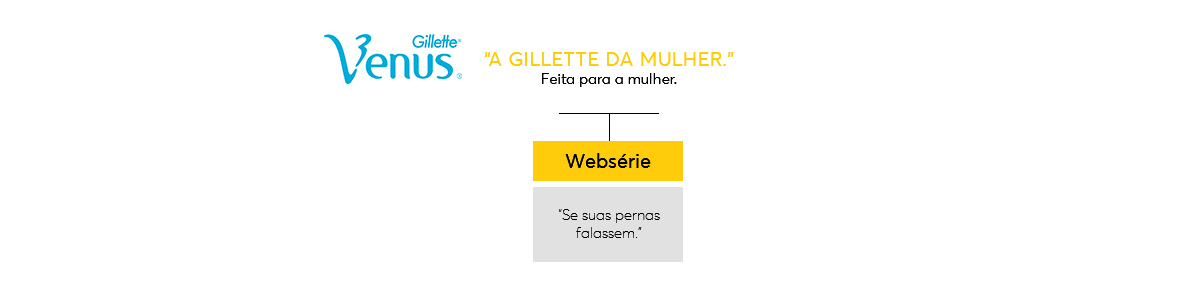 Gillette®
Venus®
"A GILLETTE DA MULHER."
Feita para a mulher.
Websérie
"Se suas pernas
falassem."